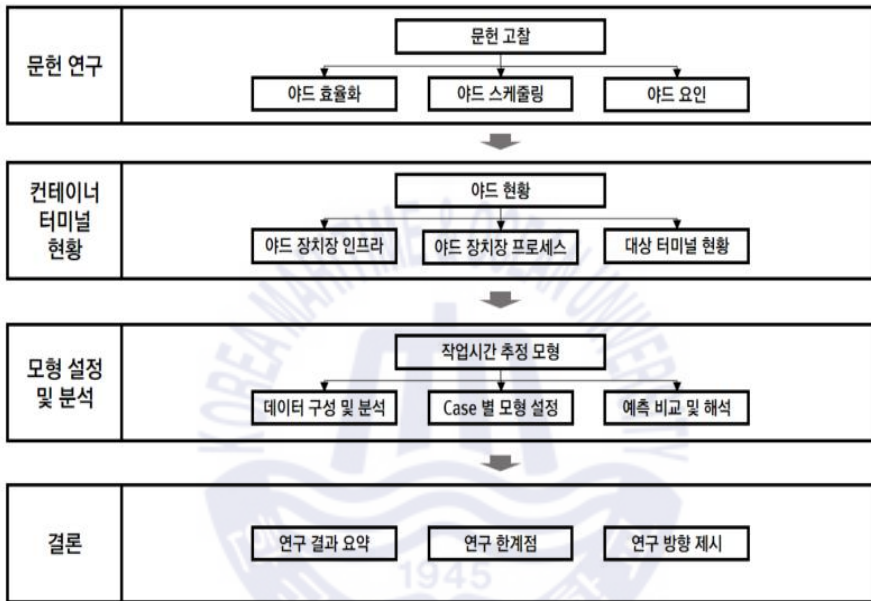 문헌 연구
문헌 고찰
야드 효율화
야드 스케줄링
야드 요인
컨테이너
터미널
현황
야드 현황
야드 장치장 인프라
야드 장치장 프로세스
대상 터미널 현황
모형 설정
및 분석
작업시간 추정 모형
데이터 구성 및 분석
Case 별 모형 설정
예측 비교 및 해석
결론
연구 결과 요약
연구 한계점
연구 방향 제시
KOREA MARITIME & OCEAN UNIVERSITY
1945